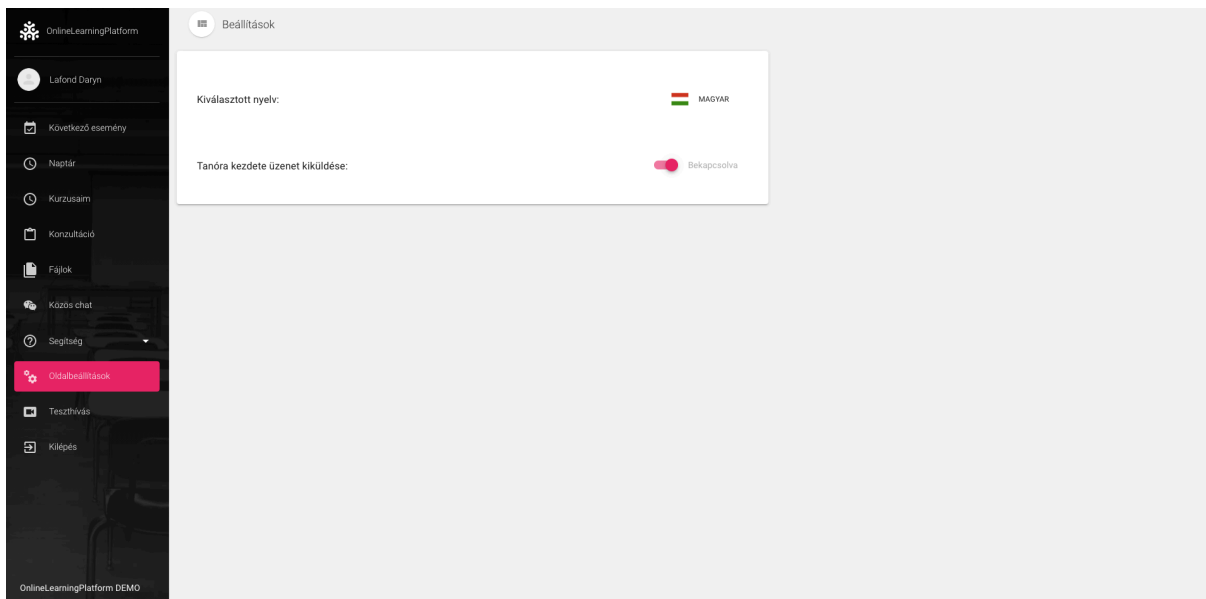 OnlineLearningPlatform
Lafond Daryn
Következő esemény
Naptár
Kurzusaim
Konzultáció
Fájlok
Közös chat
Segítség
Oldalbeállítások
Teszthívás
Kilépés
OnlineLearningPlatform DEMO
Beállítások
Kiválasztott nyelv:
MAGYAR
Tanóra kezdete üzenet kiküldése:
Bekapcsolva